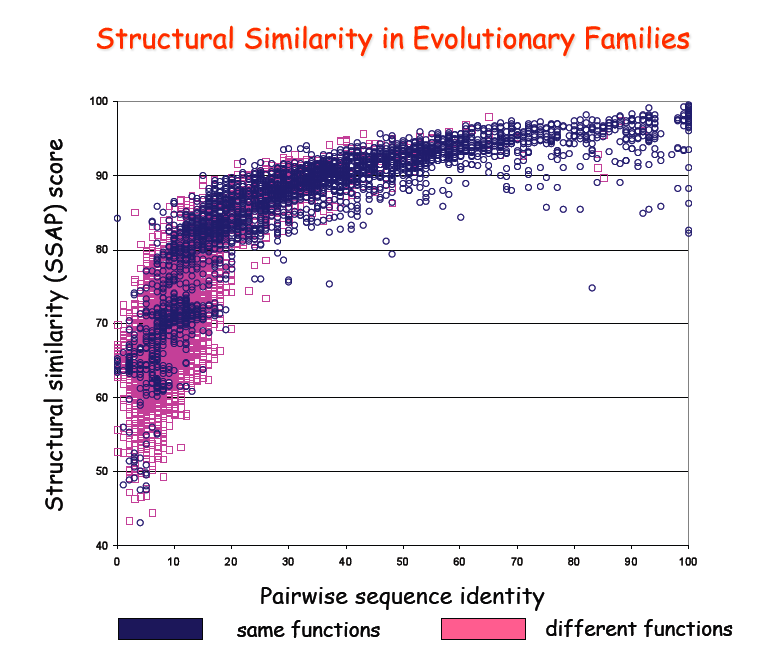 Structural Similarity in Evolutionary Families
Structural similarity (SSAP) score
100
90
80
70
60
50
40
0 10 20 30 40 50 60 70 80 90 100
Pairwise sequence identity
same functions
different functions